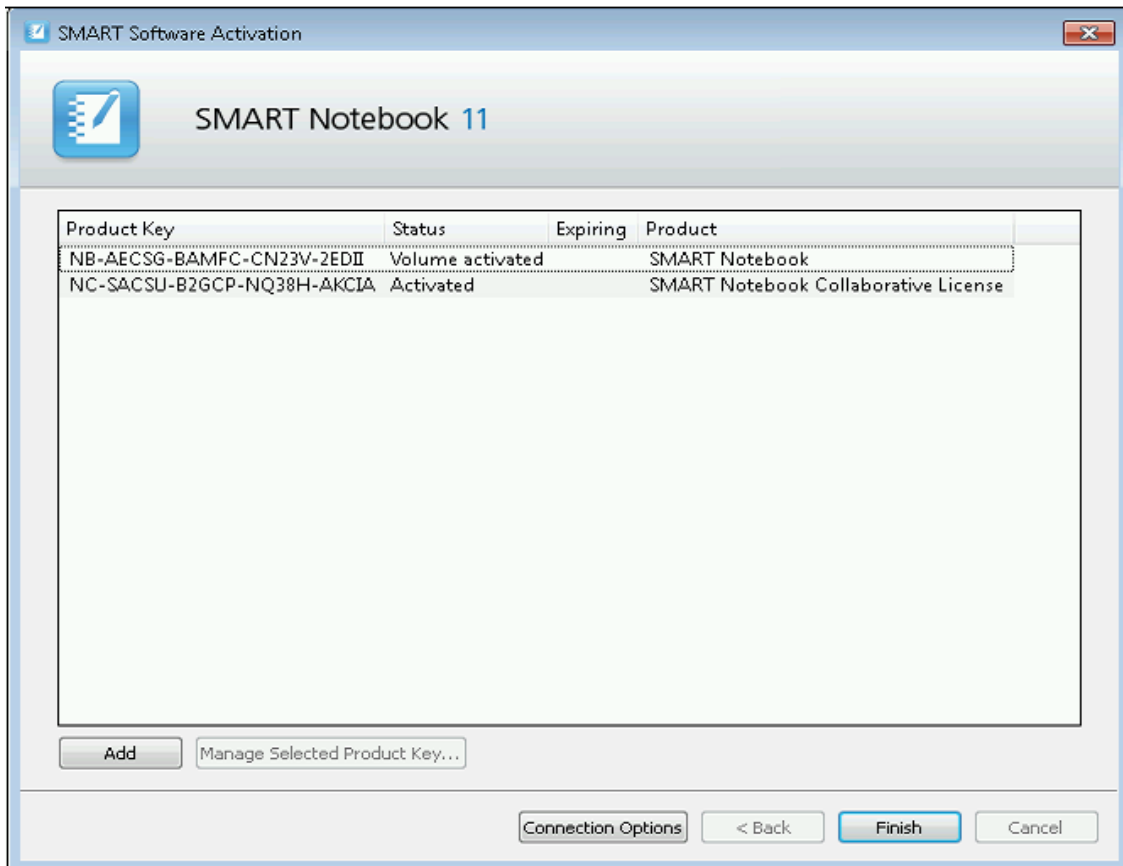 SMART Software Activation
SMART Notebook 11
Product Key Status Expiring Product
NB-AECSG-BAMFC-CN23V-2EDII Volume activated SMART Notebook
NC-SACSU-B2GCP-NQ38H-AKCIA Activated SMART Notebook Collaborative License
Add Manage Selected Product Key...
Connection Options < Back Finish Cancel